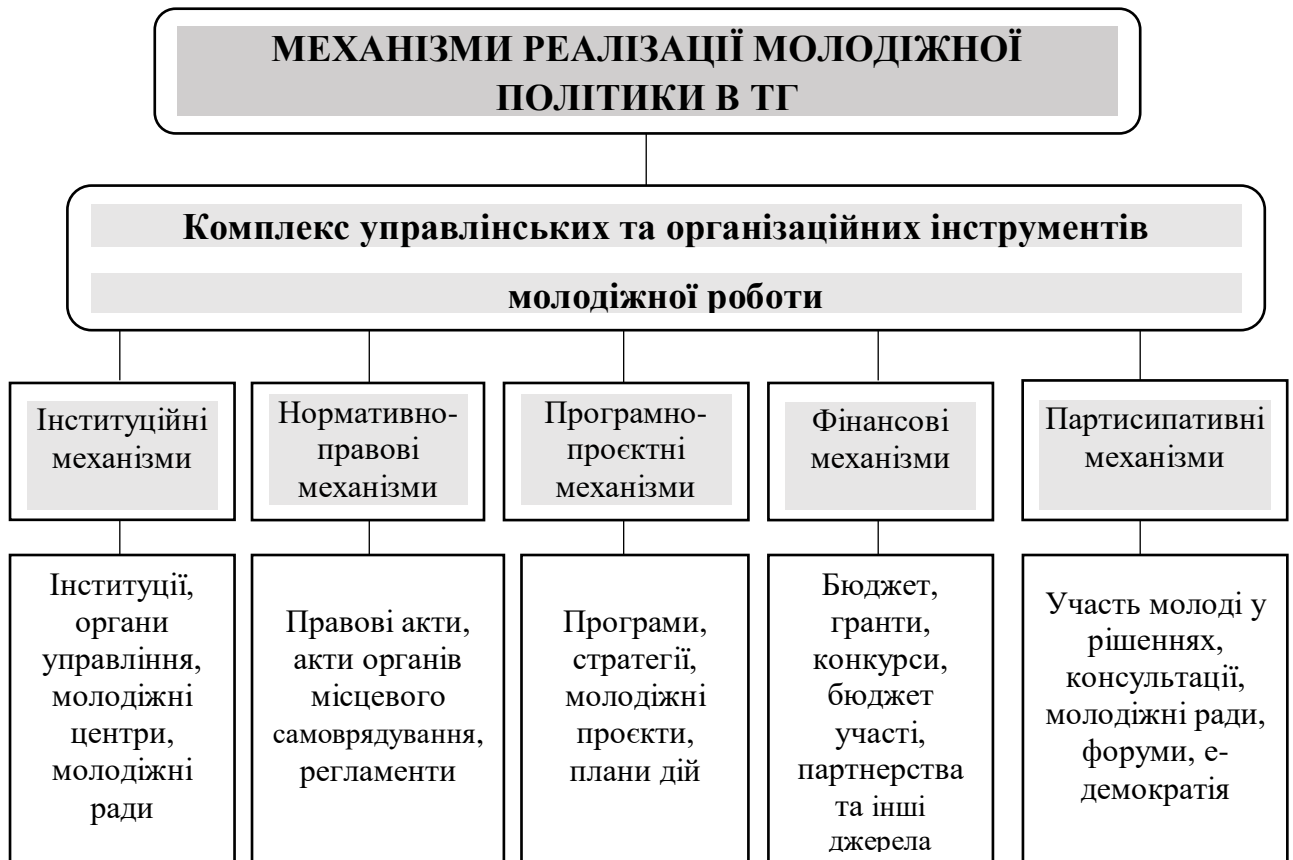 МЕХАНІЗМИ РЕАЛІЗАЦІЇ МОЛОДІЖНОЇ
ПОЛІТИКИ В ТГ
Комплекс управлінських та організаційних інструментів
молодіжної роботи
Інституційні
механізми
Нормативно-
правові
механізми
Програмно-
проєктні
механізми
Фінансові
механізми
Партисипативні
механізми
Інституції,
органи
управління,
молодіжні
центри,
молодіжні
ради
Правові акти,
акти органів
місцевого
самоврядування,
регламенти
Програми,
стратегії,
молодіжні
проєкти,
плани дій
Бюджет,
гранти,
конкурси,
бюджет
участі,
партнерства
та інші
джерела
Участь молоді у
рішеннях,
консультації,
молодіжні ради,
форуми, е-
демократія